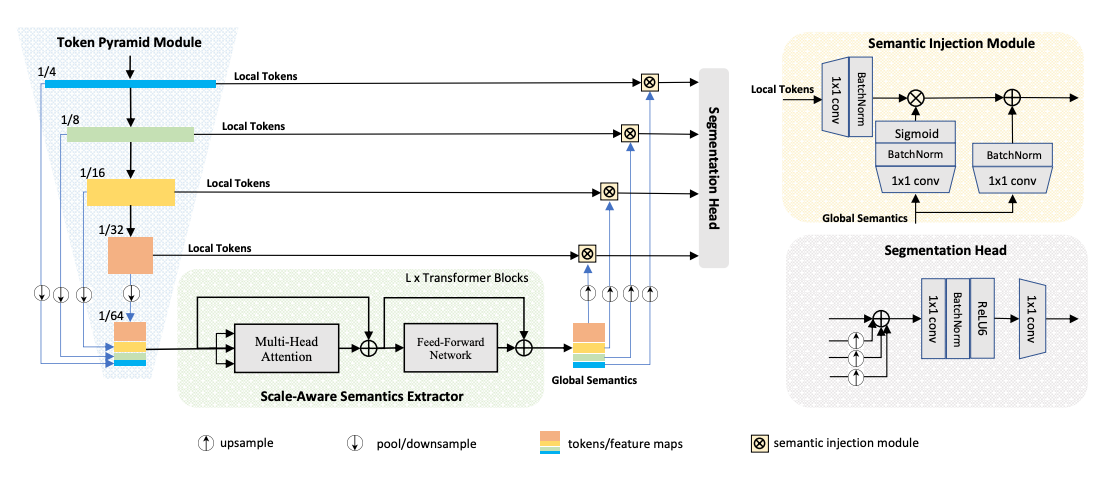 Token Pyramid Module
1/4
Local Tokens
1/8
Local Tokens
1/16
Local Tokens
1/32
Local Tokens
1/64
L x Transformer Blocks
Multi-Head
Attention
Feed-Forward
Network
Scale-Aware Semantics Extractor
Global Semantics
Segmentation Head
Semantic Injection Module
Local Tokens
1x1 conv
BatchNorm
Sigmoid
BatchNorm
1x1 conv
BatchNorm
1x1 conv
Global Semantics
Segmentation Head
1x1 conv
BatchNorm
ReLU6
1x1 conv
upsample
pool/downsample
tokens/feature maps
semantic injection module